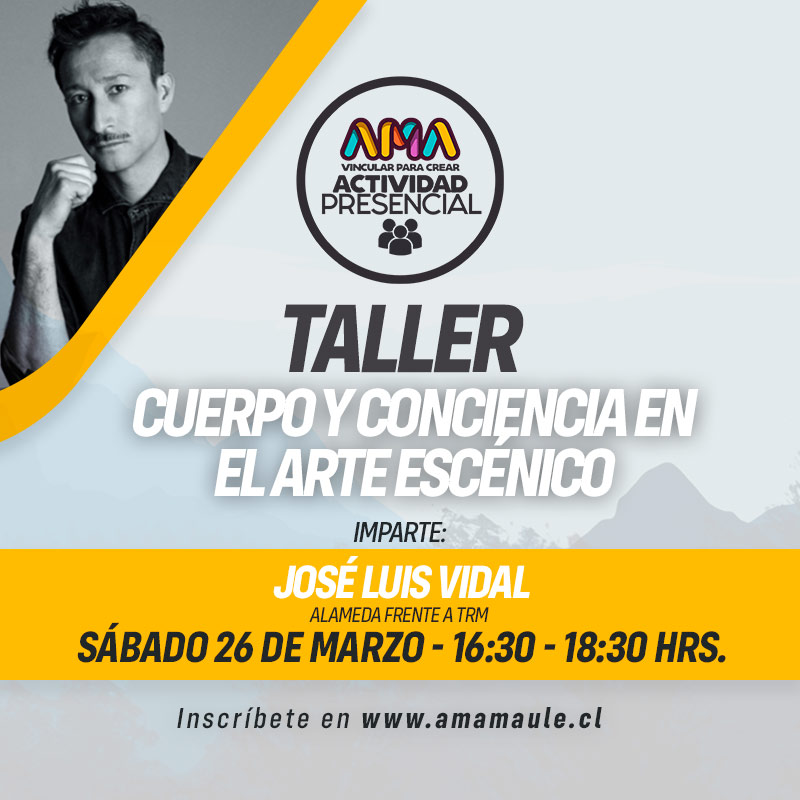 AMA
VINCULAR PARA CREAR
ACTIVIDAD
PRESENCIAL
TALLER
CUERPO Y CONCIENCIA EN
EL ARTE ESCÉNICO
IMPARTE:
JOSÉ LUIS VIDAL
ALAMEDA FRENTE A TRM
SÁBADO 26 DE MARZO - 16:30 - 18:30 HRS.
Inscríbete en www.amamaule.cl